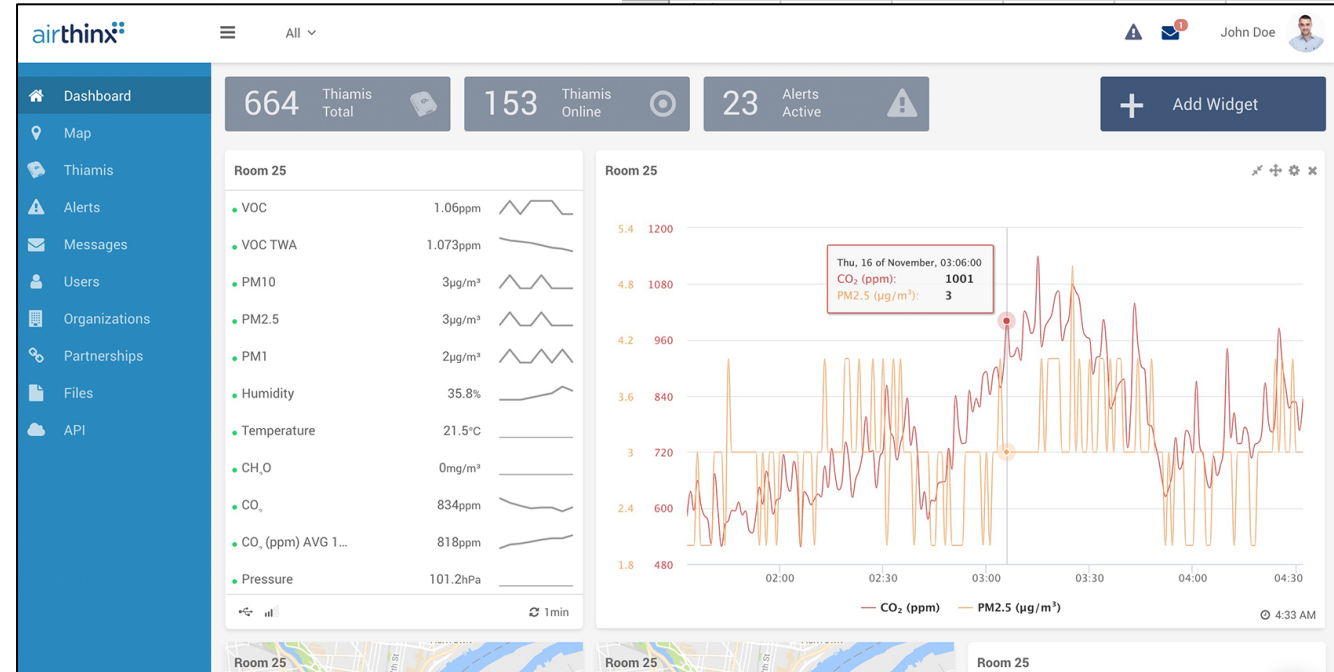 airthinx
All
1
John Doe
Dashboard
Map
Thiamis
Alerts
Messages
Users
Organizations
Partnerships
Files
API
664 Thiamis Total
153 Thiamis Online
23 Alerts Active
Add Widget
Room 25
VOC 1.06ppm
VOC TWA 1.073ppm
PM10 3µg/m³
PM2.5 3µg/m³
PM1 2µg/m³
Humidity 35.8%
Temperature 21.5°C
CH₂O 0mg/m³
CO₂ 834ppm
CO₂ (ppm) AVG 1... 818ppm
Pressure 101.2hPa
1min
Room 25
5.4 1200
4.8 1080
4.2 960
3.6 840
3 720
2.4 600
1.8 480
Thu, 16 of November, 03:06:00
CO₂ (ppm): 1001
PM2.5 (µg/m³): 3
02:00 02:30 03:00 03:30 04:00 04:30
CO₂ (ppm) PM2.5 (µg/m³)
4:33 AM
Room 25
Room 25
Room 25